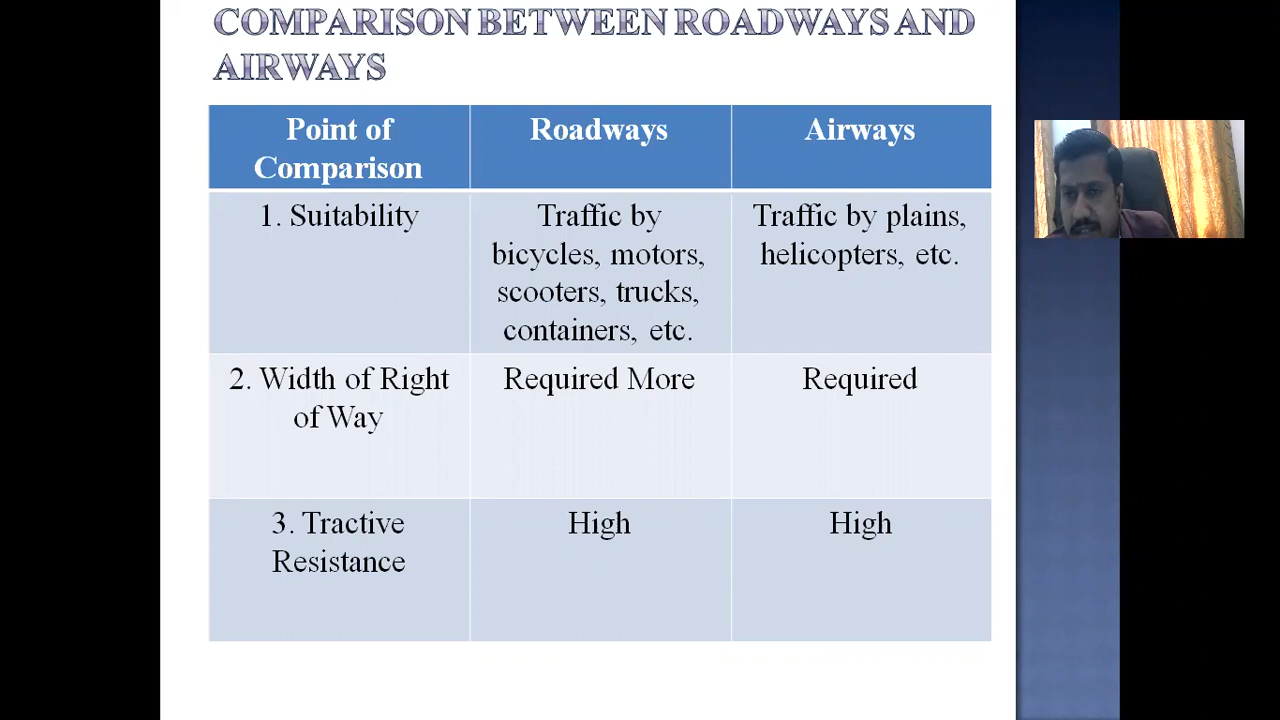 COMPARISON BETWEEN ROADWAYS AND
AIRWAYS
Point of
Comparison
Roadways
Airways
1. Suitability
Traffic by
bicycles, motors,
scooters, trucks,
containers, etc.
Traffic by plains,
helicopters, etc.
2. Width of Right
of Way
Required More
Required
3. Tractive
Resistance
High
High